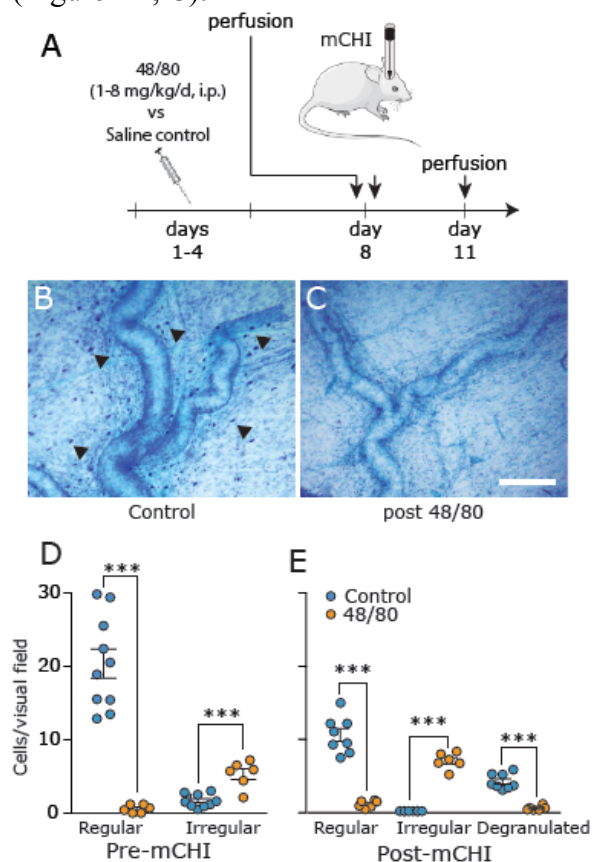 A
perfusion
mCHI
48/80
(1-8 mg/kg/d, i.p.)
vs
Saline control
perfusion
days
1-4
day
8
day
11
B
C
Control
post 48/80
D
E
Cells/visual field
30
20
10
0
***
***
Regular
Irregular
Pre-mCHI
Control
48/80
***
***
***
Regular
Irregular
Degranulated
Post-mCHI